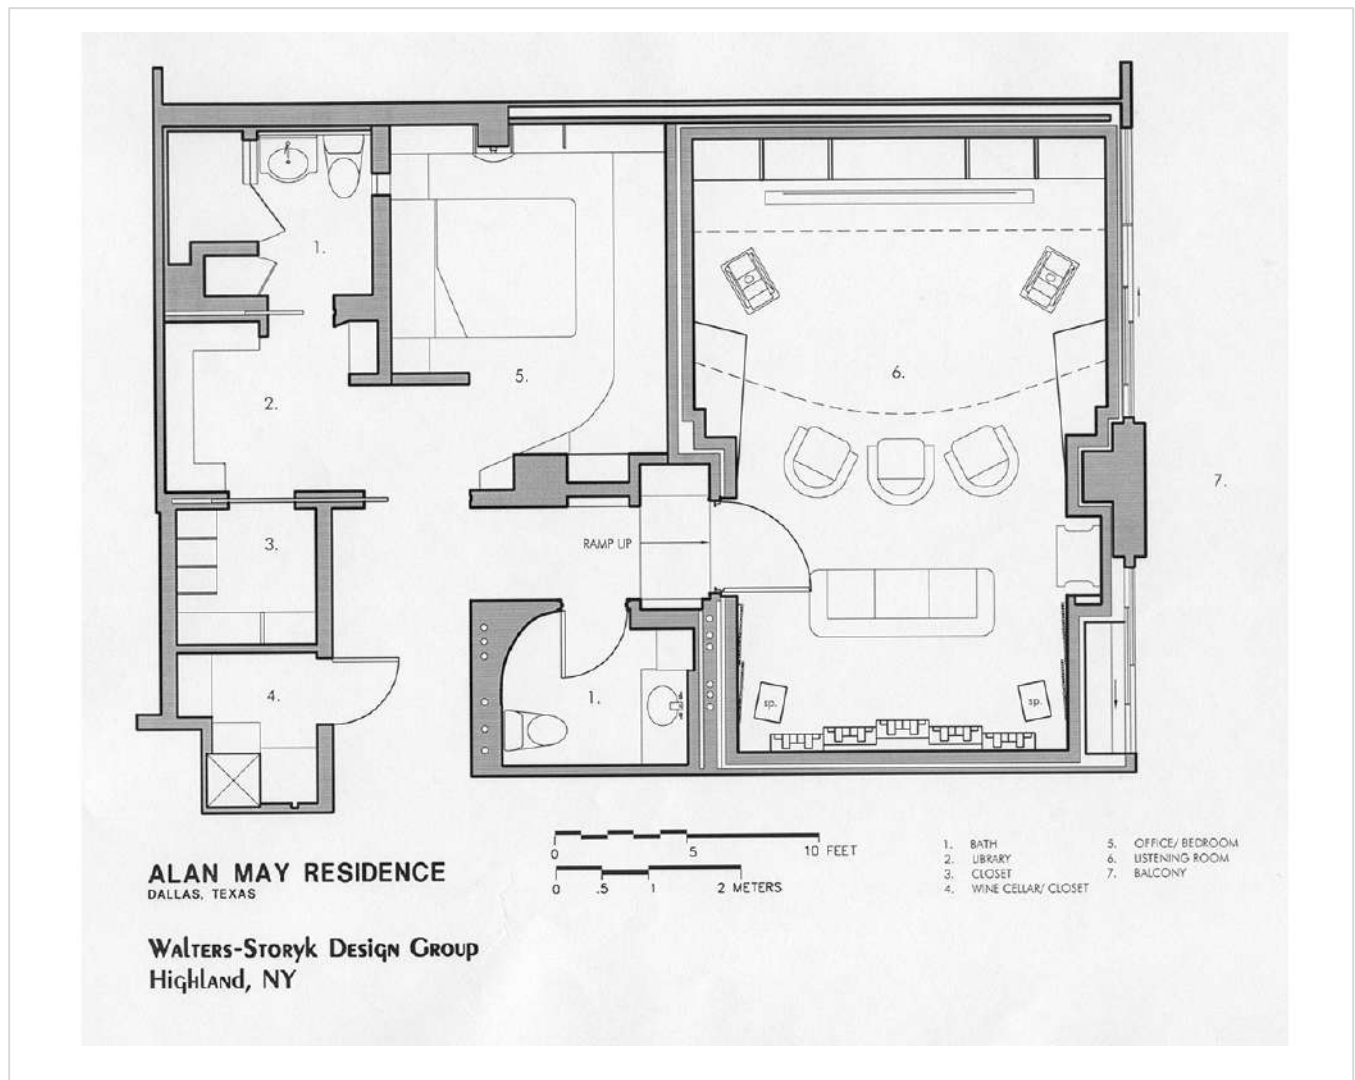 1.
2.
5.
6.
7.
3.
RAMP UP
4.
1.
sp.
sp.
0 5 10 FEET
0 .5 1 2 METERS
ALAN MAY RESIDENCE
DALLAS, TEXAS
Walters-Storyk Design Group
Highland, NY
1. BATH
2. LIBRARY
3. CLOSET
4. WINE CELLAR/ CLOSET
5. OFFICE/ BEDROOM
6. LISTENING ROOM
7. BALCONY